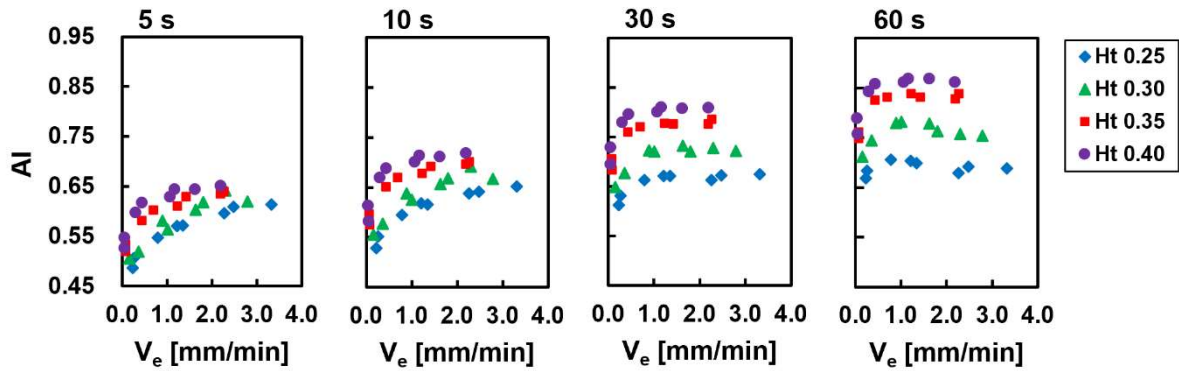 5 s 10 s 30 s 60 s
AI
0.95
0.85
0.75
0.65
0.55
0.45
0.0 1.0 2.0 3.0 4.0 0.0 1.0 2.0 3.0 4.0 0.0 1.0 2.0 3.0 4.0 0.0 1.0 2.0 3.0 4.0
Ve [mm/min] Ve [mm/min] Ve [mm/min] Ve [mm/min]
Ht 0.25
Ht 0.30
Ht 0.35
Ht 0.40